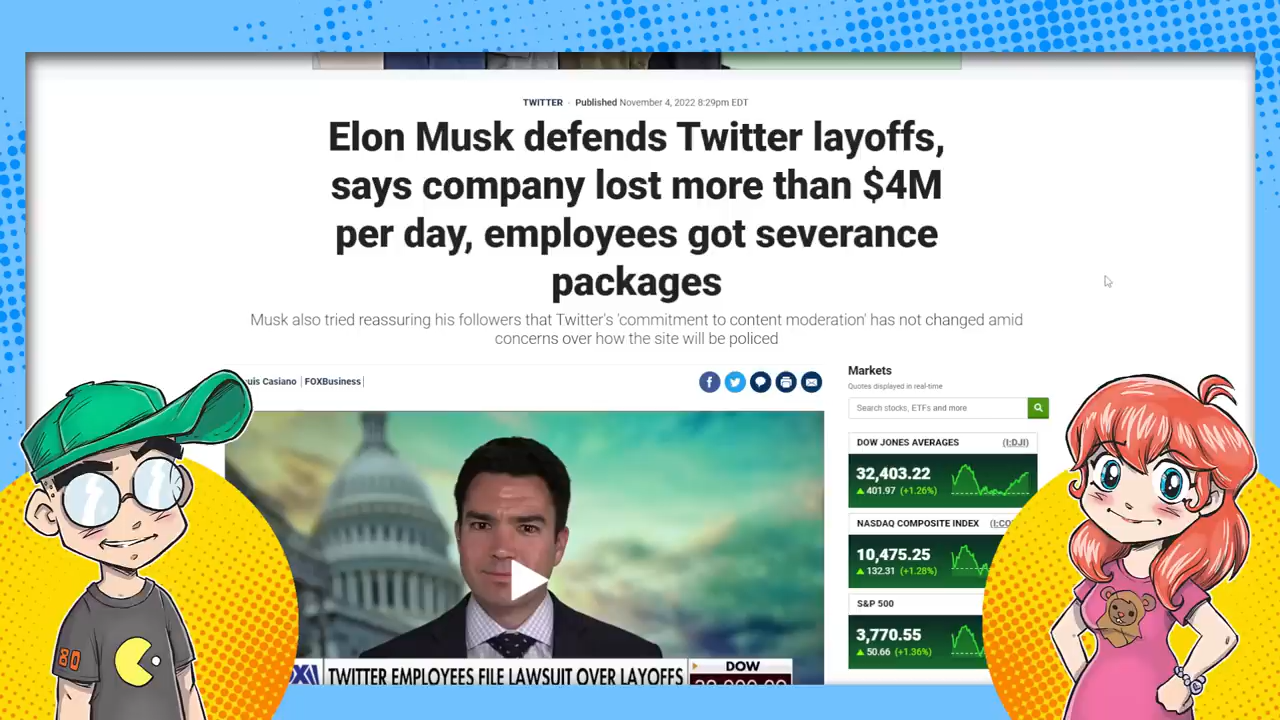 TWITTER · Published November 4, 2022 8:29pm EDT
Elon Musk defends Twitter layoffs,
says company lost more than $4M
per day, employees got severance
packages
Musk also tried reassuring his followers that Twitter's 'commitment to content moderation' has not changed amid
concerns over how the site will be policed
Casiano | FOXBusiness |
Markets
Quotes displayed in real-time
Search stocks, ETFs and more
DOW JONES AVERAGES (I:DJI)
32,403.22
401.97 (+1.26%)
NASDAQ COMPOSITE INDEX
10,475.25
132.31 (+1.28%)
S&P 500
3,770.55
50.66 (+1.36%)
80
TWITTER EMPLOYEES FILE LAWSUIT OVER LAYOFFS
DOW